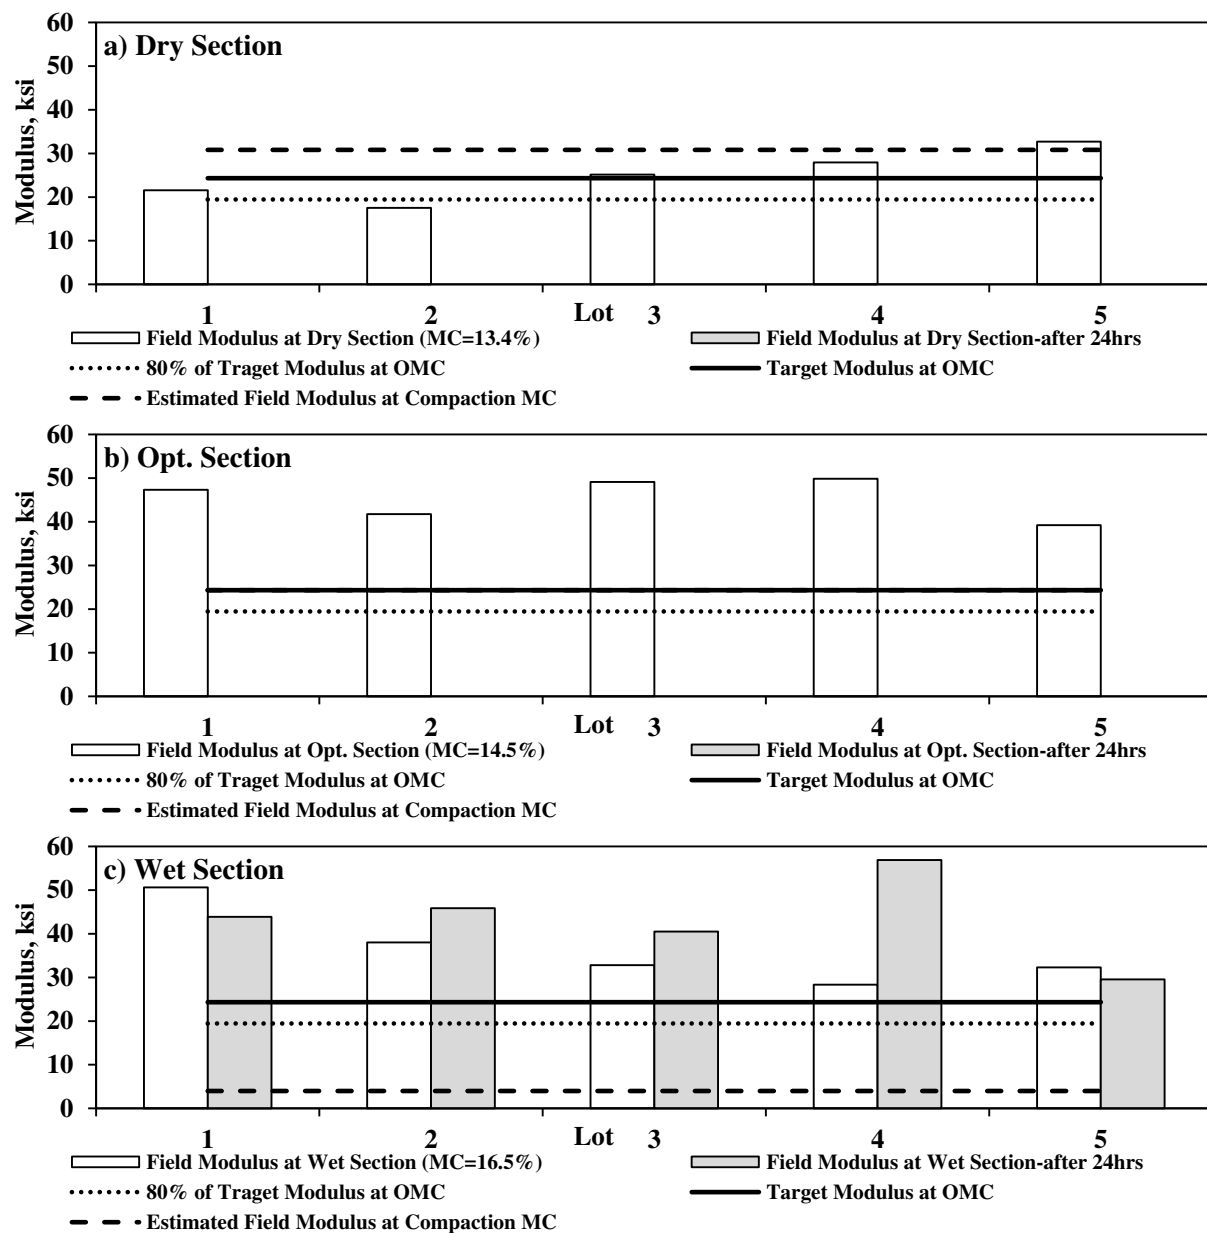 a) Dry Section
Modulus, ksi
60
50
40
30
20
10
0
1 2 Lot 3 4 5
Field Modulus at Dry Section (MC=13.4%) Field Modulus at Dry Section-after 24hrs
80% of Traget Modulus at OMC Target Modulus at OMC
Estimated Field Modulus at Compaction MC
b) Opt. Section
Modulus, ksi
60
50
40
30
20
10
0
1 2 Lot 3 4 5
Field Modulus at Opt. Section (MC=14.5%) Field Modulus at Opt. Section-after 24hrs
80% of Traget Modulus at OMC Target Modulus at OMC
Estimated Field Modulus at Compaction MC
c) Wet Section
Modulus, ksi
60
50
40
30
20
10
0
1 2 Lot 3 4 5
Field Modulus at Wet Section (MC=16.5%) Field Modulus at Wet Section-after 24hrs
80% of Traget Modulus at OMC Target Modulus at OMC
Estimated Field Modulus at Compaction MC